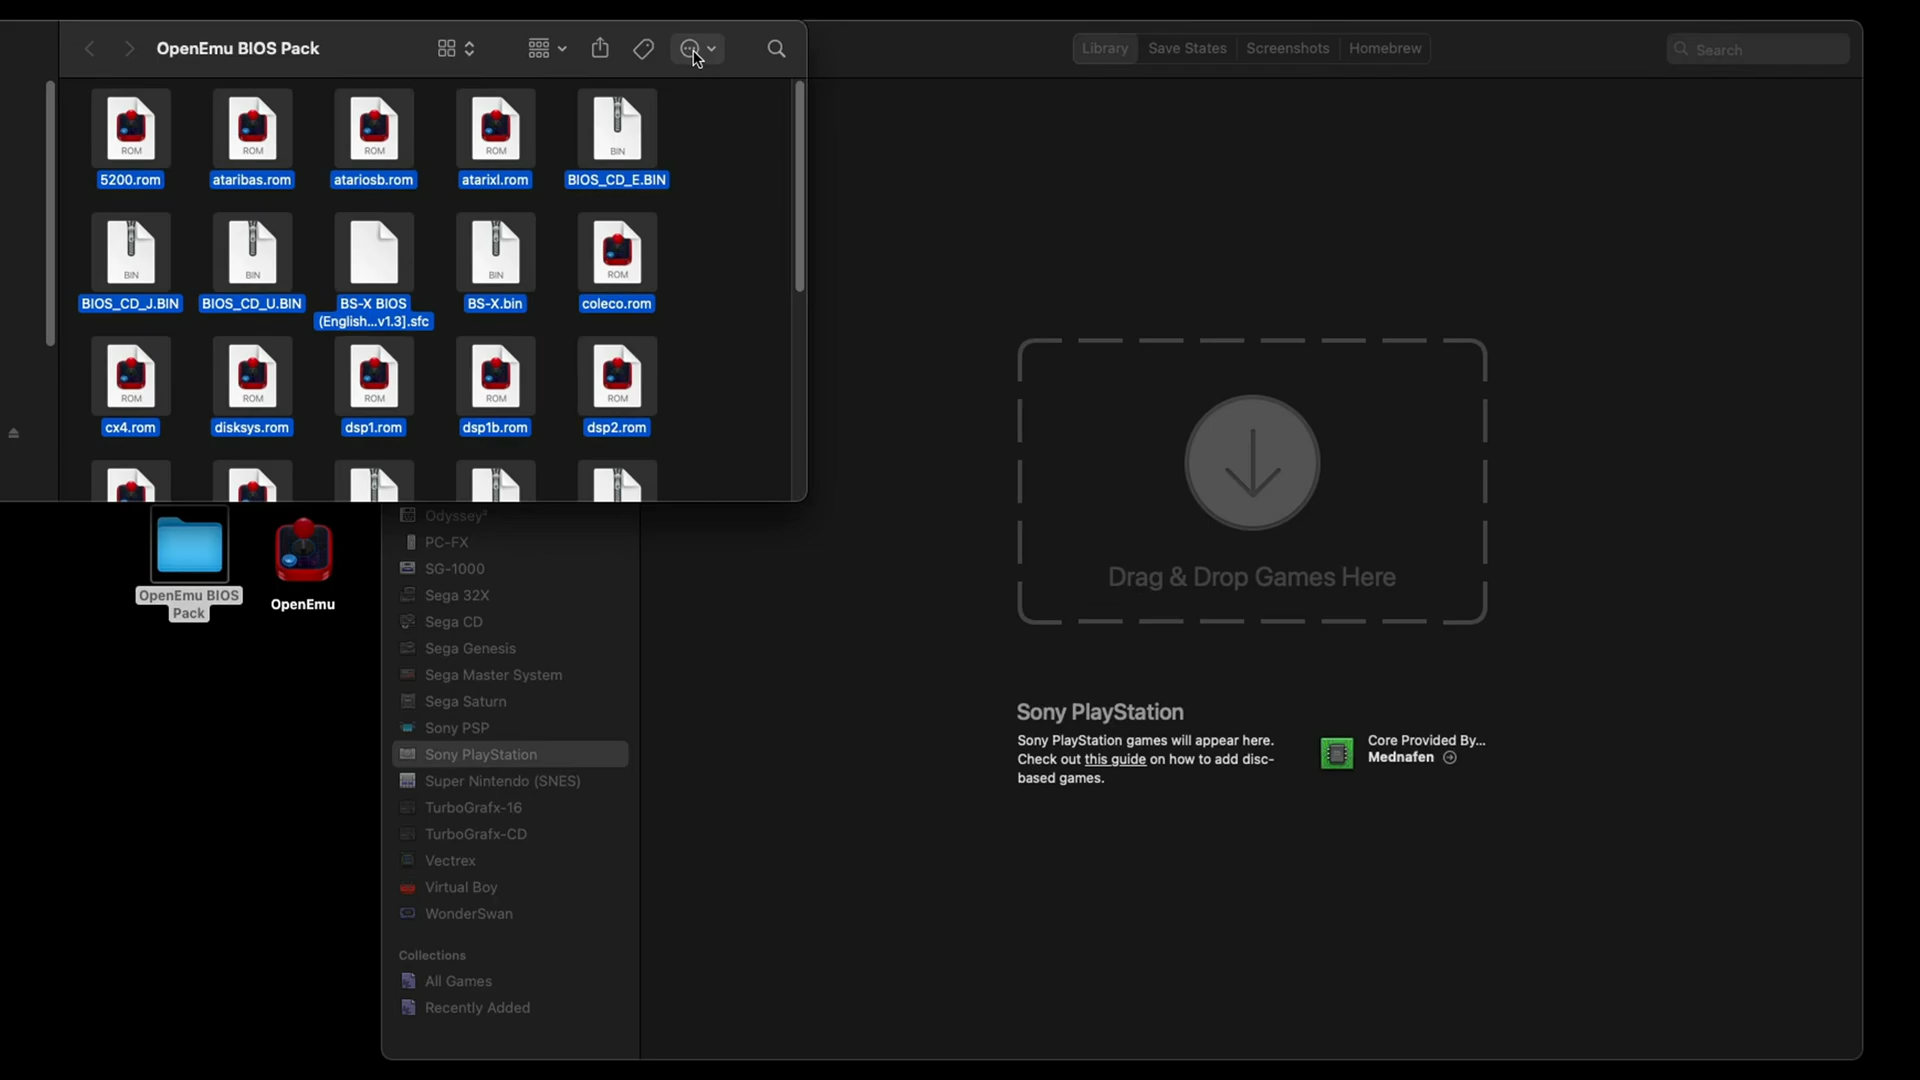 OpenEmu BIOS Pack
Library
Save States
Screenshots
Homebrew
Search
ROM
ROM
ROM
ROM
BIN
5200.rom
ataribas.rom
atariosb.rom
atarixl.rom
BIOS_CD_E.BIN
BIN
BIN
BIN
ROM
BIOS_CD_J.BIN
BIOS_CD_U.BIN
BS-X BIOS
(English...v1.3].sfc
BS-X.bin
coleco.rom
ROM
ROM
ROM
ROM
ROM
cx4.rom
disksys.rom
dsp1.rom
dsp1b.rom
dsp2.rom
OpenEmu BIOS
Pack
OpenEmu
Odyssey²
PC-FX
SG-1000
Sega 32X
Sega CD
Sega Genesis
Sega Master System
Sega Saturn
Sony PSP
Sony PlayStation
Super Nintendo (SNES)
TurboGrafx-16
TurboGrafx-CD
Vectrex
Virtual Boy
WonderSwan
Collections
All Games
Recently Added
Drag & Drop Games Here
Sony PlayStation
Sony PlayStation games will appear here.
Check out this guide on how to add disc-
based games.
Core Provided By...
Mednafen